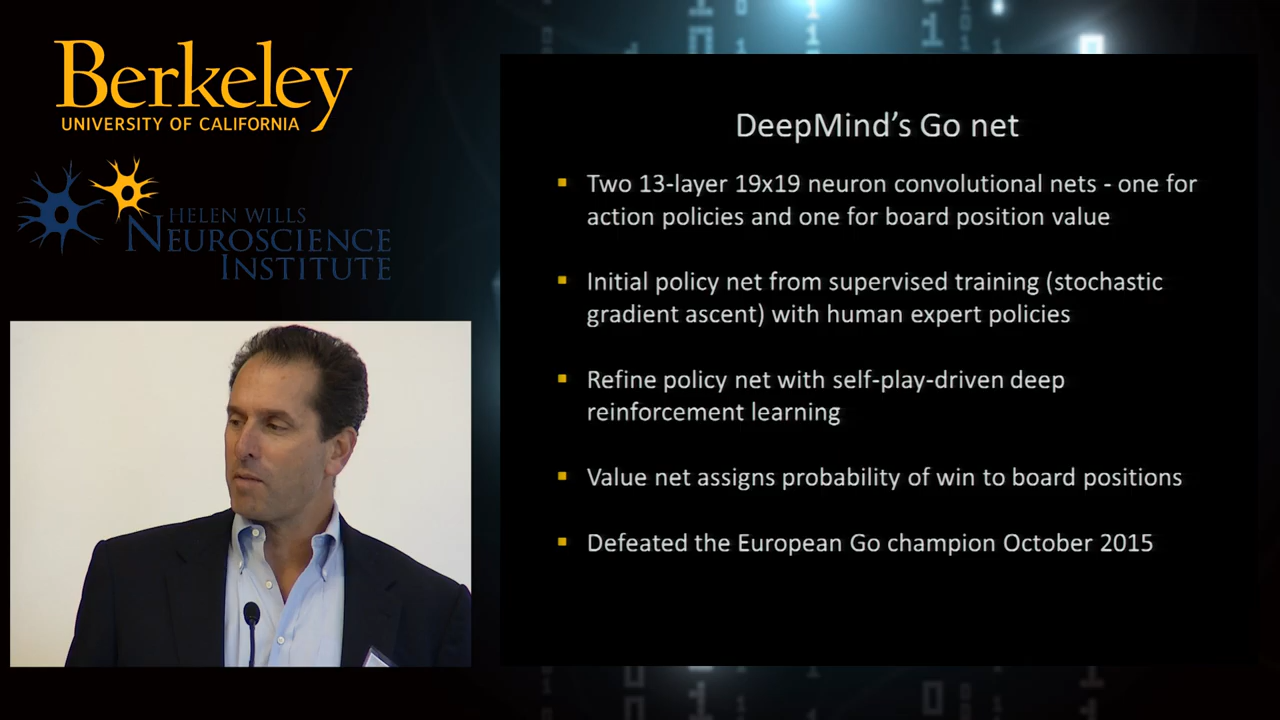 Berkeley
UNIVERSITY OF CALIFORNIA
HELEN WILLS
NEUROSCIENCE
INSTITUTE
DeepMind’s Go net
Two 13-layer 19x19 neuron convolutional nets - one for
action policies and one for board position value
Initial policy net from supervised training (stochastic
gradient ascent) with human expert policies
Refine policy net with self-play-driven deep
reinforcement learning
Value net assigns probability of win to board positions
Defeated the European Go champion October 2015